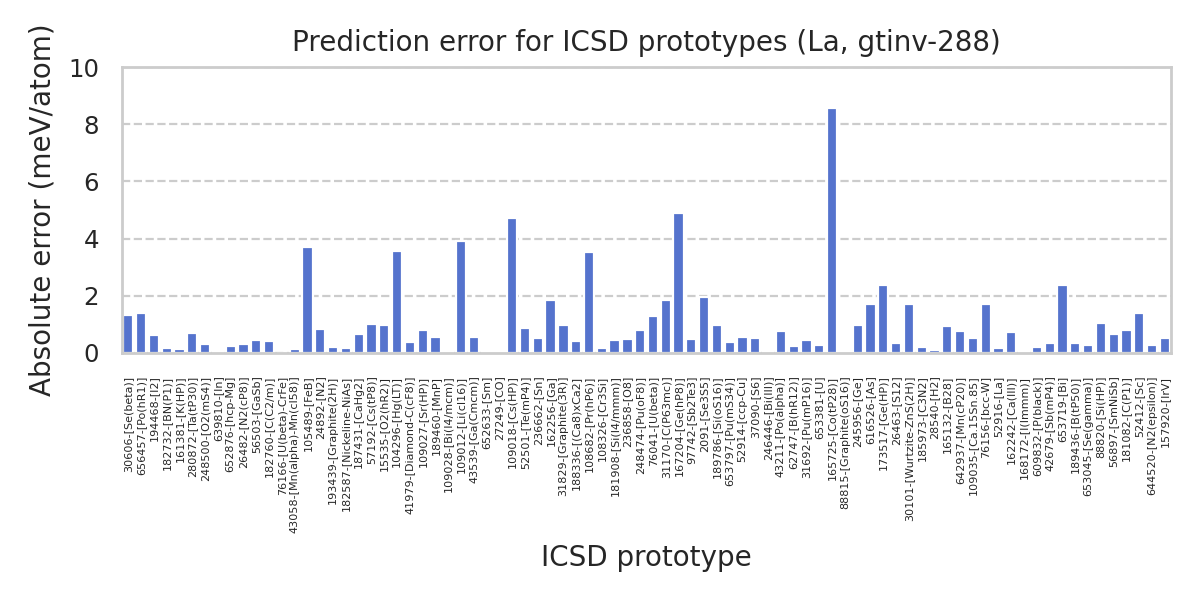 Prediction error for ICSD prototypes (La, gtinv-288)
Absolute error (meV/atom)
10
8
6
4
2
0
30606-[Se(beta)]
656457-[Po(hR1)]
194468-[I2]
182732-[BN(P1)]
161381-[K(HP)]
280872-[Ta(tP30)]
248500-[O2(mS4)]
639810-[In]
652876-[hcp-Mg]
26482-[N2(cP8)]
56503-[GaSb]
182760-[C(C2/m)]
76166-[U(beta)-CrFe]
43058-[Mn(alpha)-Mn(cI58)]
105489-[FeB]
24892-[N2]
193439-[Graphite(2H)]
182587-[Nickeline-NiAs]
187431-[CaHg2]
57192-[Cs(tP8)]
15535-[O2(hR2)]
104296-[Hg(LT)]
41979-[Diamond-C(cF8)]
109027-[Sr(HP)]
189460-[MnP]
109028-[Bi(I4/mcm)]
109012-[Li(cI16)]
43539-[Ga(Cmcm)]
652633-[Sm]
27249-[CO]
109018-[Cs(HP)]
52501-[Te(mP4)]
236662-[Sn]
162256-[Ga]
31829-[Graphite(3R)]
188336-[(Ca8)xCa2]
108682-[Pr(hP6)]
108326-[Cr3Si]
181908-[Si(I4/mmm)]
236858-[O8]
248474-[Pu(oF8)]
76041-[U(beta)]
31170-[C(P63mc)]
167204-[Ge(hP8)]
97742-[Sb2Te3]
2091-[Se3S5]
189786-[Si(oS16)]
653797-[Pu(mS34)]
52914-[ccp-Cu]
37090-[S6]
246446-[Bi(III)]
43211-[Po(alpha)]
62747-[B(hR12)]
31692-[Pu(mP16)]
653381-[U]
165725-[Co(tP28)]
88815-[Graphite(oS16)]
245956-[Ge]
616526-[As]
173517-[Ge(HP)]
26463-[S12]
30101-[Wurtzite-ZnS(2H)]
185973-[C3N2]
28540-[H2]
165132-[B28]
642937-[Mn(cP20)]
109035-[Ca.15Sn.85]
76156-[bcc-W]
52916-[La]
162242-[Ca(III)]
168172-[I(Immm)]
609832-[P(black)]
42679-[Sb(mP4)]
653719-[Bi]
189436-[B(tP50)]
653045-[Se(gamma)]
88820-[Si(HP)]
56897-[SmNiSb]
181082-[C(P1)]
52412-[Sc]
644520-[N2(epsilon)]
157920-[IrV]
ICSD prototype